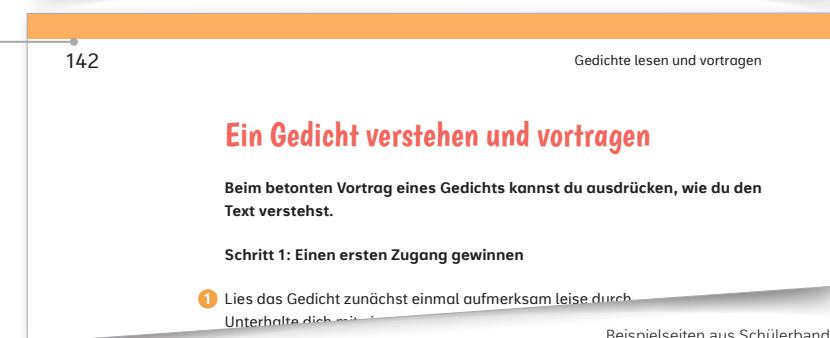 142
Gedichte lesen und vortragen
Ein Gedicht verstehen und vortragen
Beim betonten Vortrag eines Gedichts kannst du ausdrücken, wie du den
Text verstehst.
Schritt 1: Einen ersten Zugang gewinnen
1 Lies das Gedicht zunächst einmal aufmerksam leise durch
Unterhalte dich mit
Beispielseiten aus Schülerband